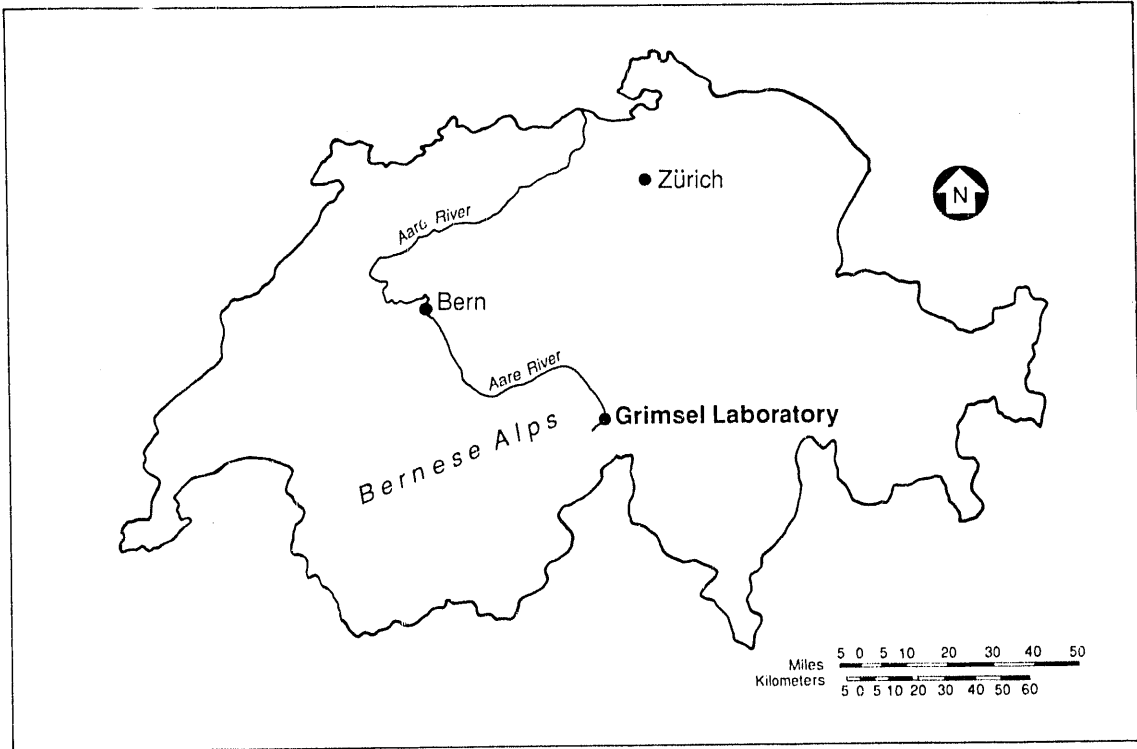 Zürich
N
Aare River
Bern
Aare River
Grimsel Laboratory
Bernese Alps
5 0 5 10 20 30 40 50
Miles
Kilometers
5 0 5 10 20 30 40 50 60